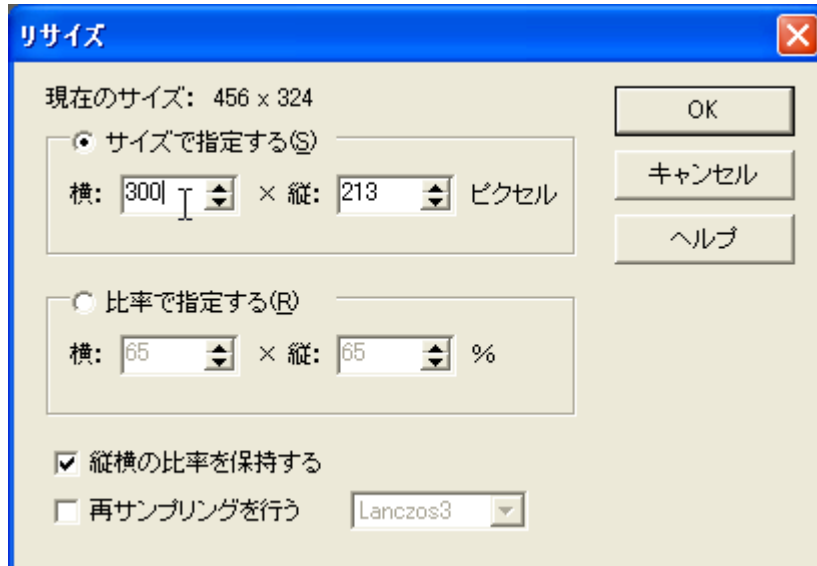 リサイズ
現在のサイズ: 456 x 324
サイズで指定する(S)
横: 300 × 縦: 213 ピクセル
比率で指定する(R)
横: 65 × 縦: 65 %
縦横の比率を保持する
再サンプリングを行う Lanczos3
OK
キャンセル
ヘルプ